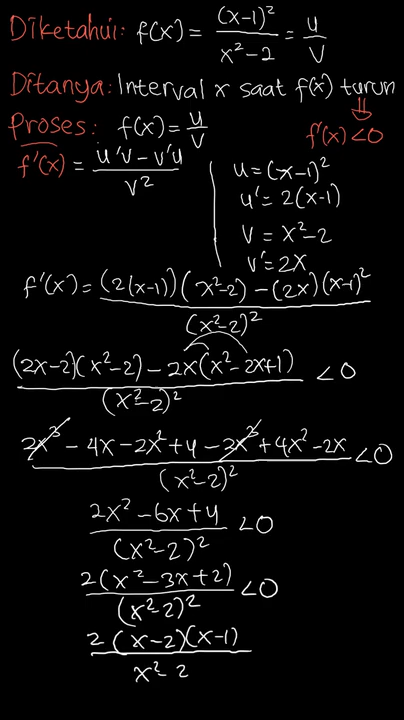 Diketahui: f(x) = (x-1)²/(x²-2) = u/v
Ditanya: Interval x saat f(x) turun
⇓
Proses: f(x) = u/v
f'(x) < 0
f'(x) = (u'v - v'u)/v²
u = (x-1)²
u' = 2(x-1)
v = x²-2
v' = 2x
f'(x) = ((2(x-1))(x²-2) - (2x)(x-1)²)/(x²-2)²
((2x-2)(x²-2) - 2x(x²-2x+1))/(x²-2)² < 0
(2x³ - 4x - 2x² + 4 - 2x³ + 4x² - 2x)/(x²-2)² < 0
(2x² - 6x + 4)/(x²-2)² < 0
2(x² - 3x + 2)/(x²-2)² < 0
2(x-2)(x-1)/x²-2